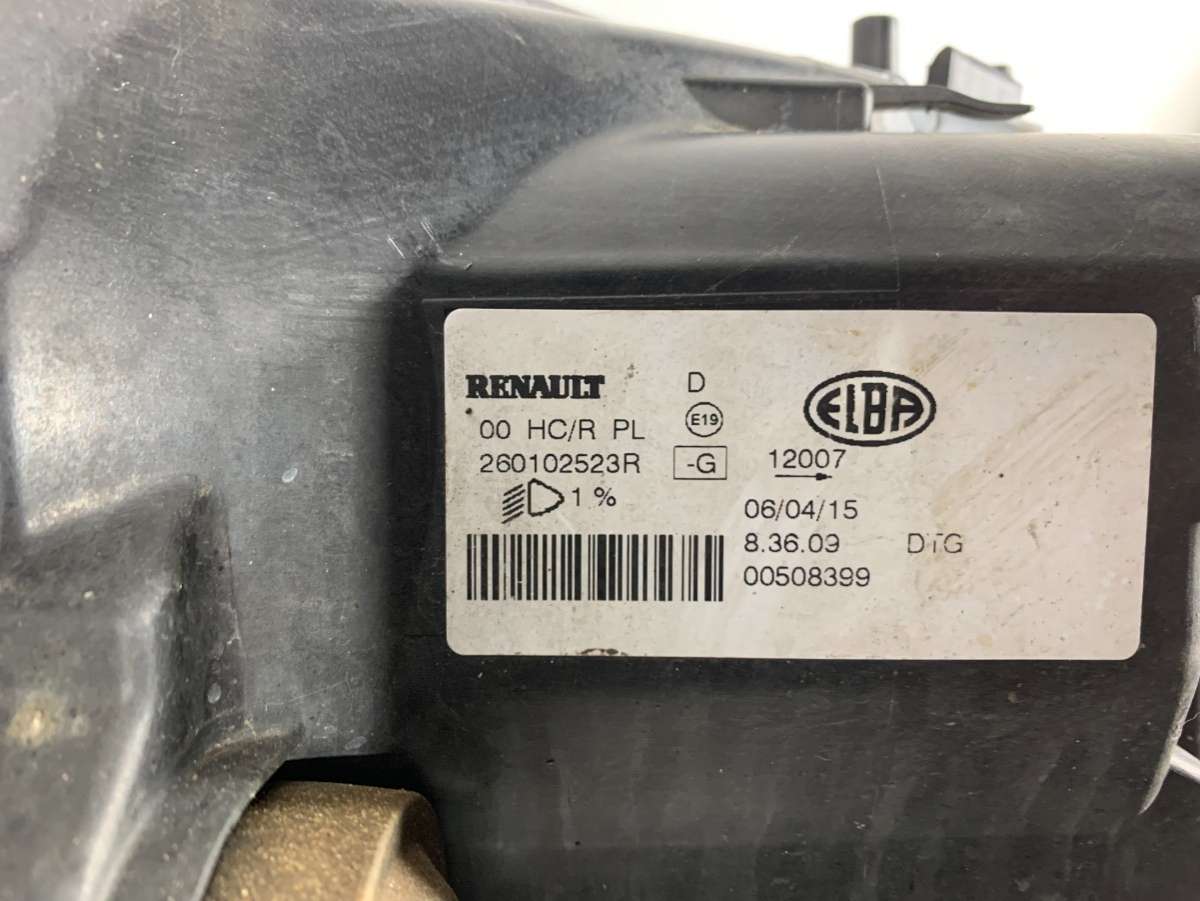 RENAULT D ELBA
00 HC/R PL E19
260102523R -G 12007
1 %
06/04/15
8.36.09 DTG
00508399